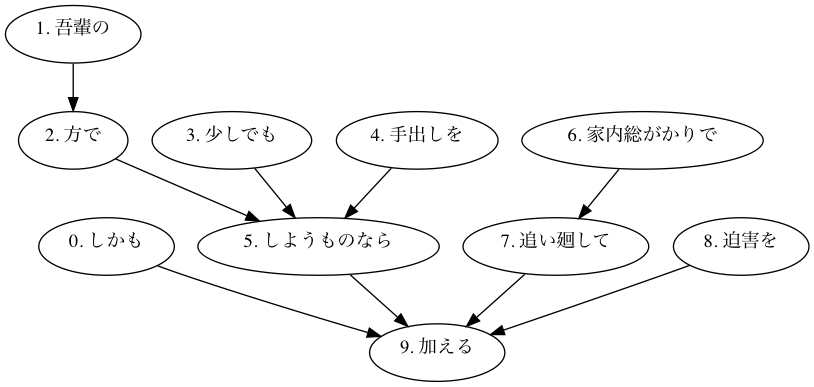 1. 吾輩の
2. 方で
3. 少しでも
4. 手出しを
6. 家内総がかりで
0. しかも
5. しようものなら
7. 追い廻して
8. 迫害を
9. 加える